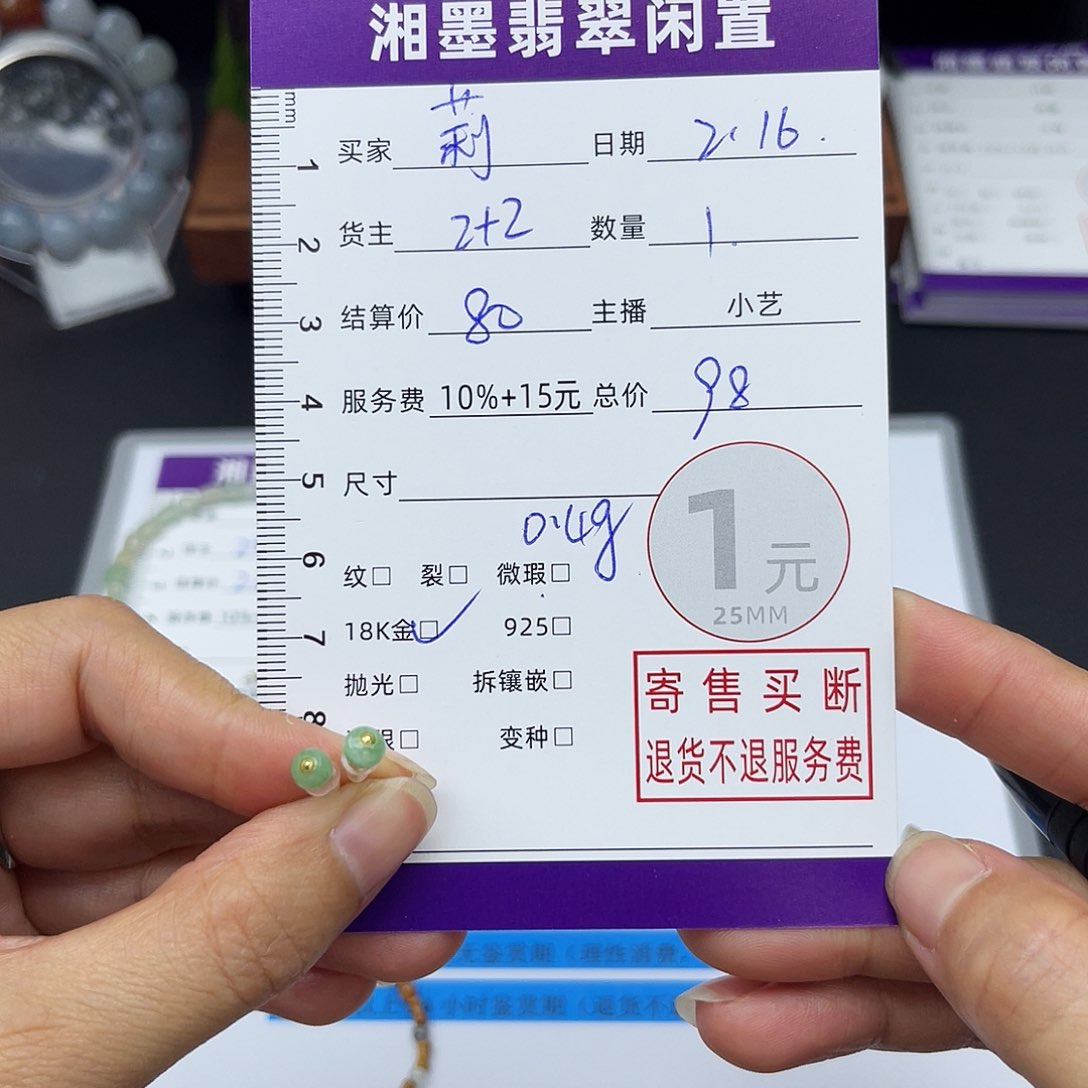 湘墨翡翠闲置
买家 莉 日期 2.16.
货主 2+2 数量 1.
结算价 80 主播 小艺
服务费 10%+15元 总价 98
尺寸
0.4g
纹□ 裂□ 微瑕□
18K金□ ✓ 925□
抛光□ 拆镶嵌□
变种□
1元
25MM
寄售买断
退货不退服务费
mm
1
2
3
4
5
6
7
8